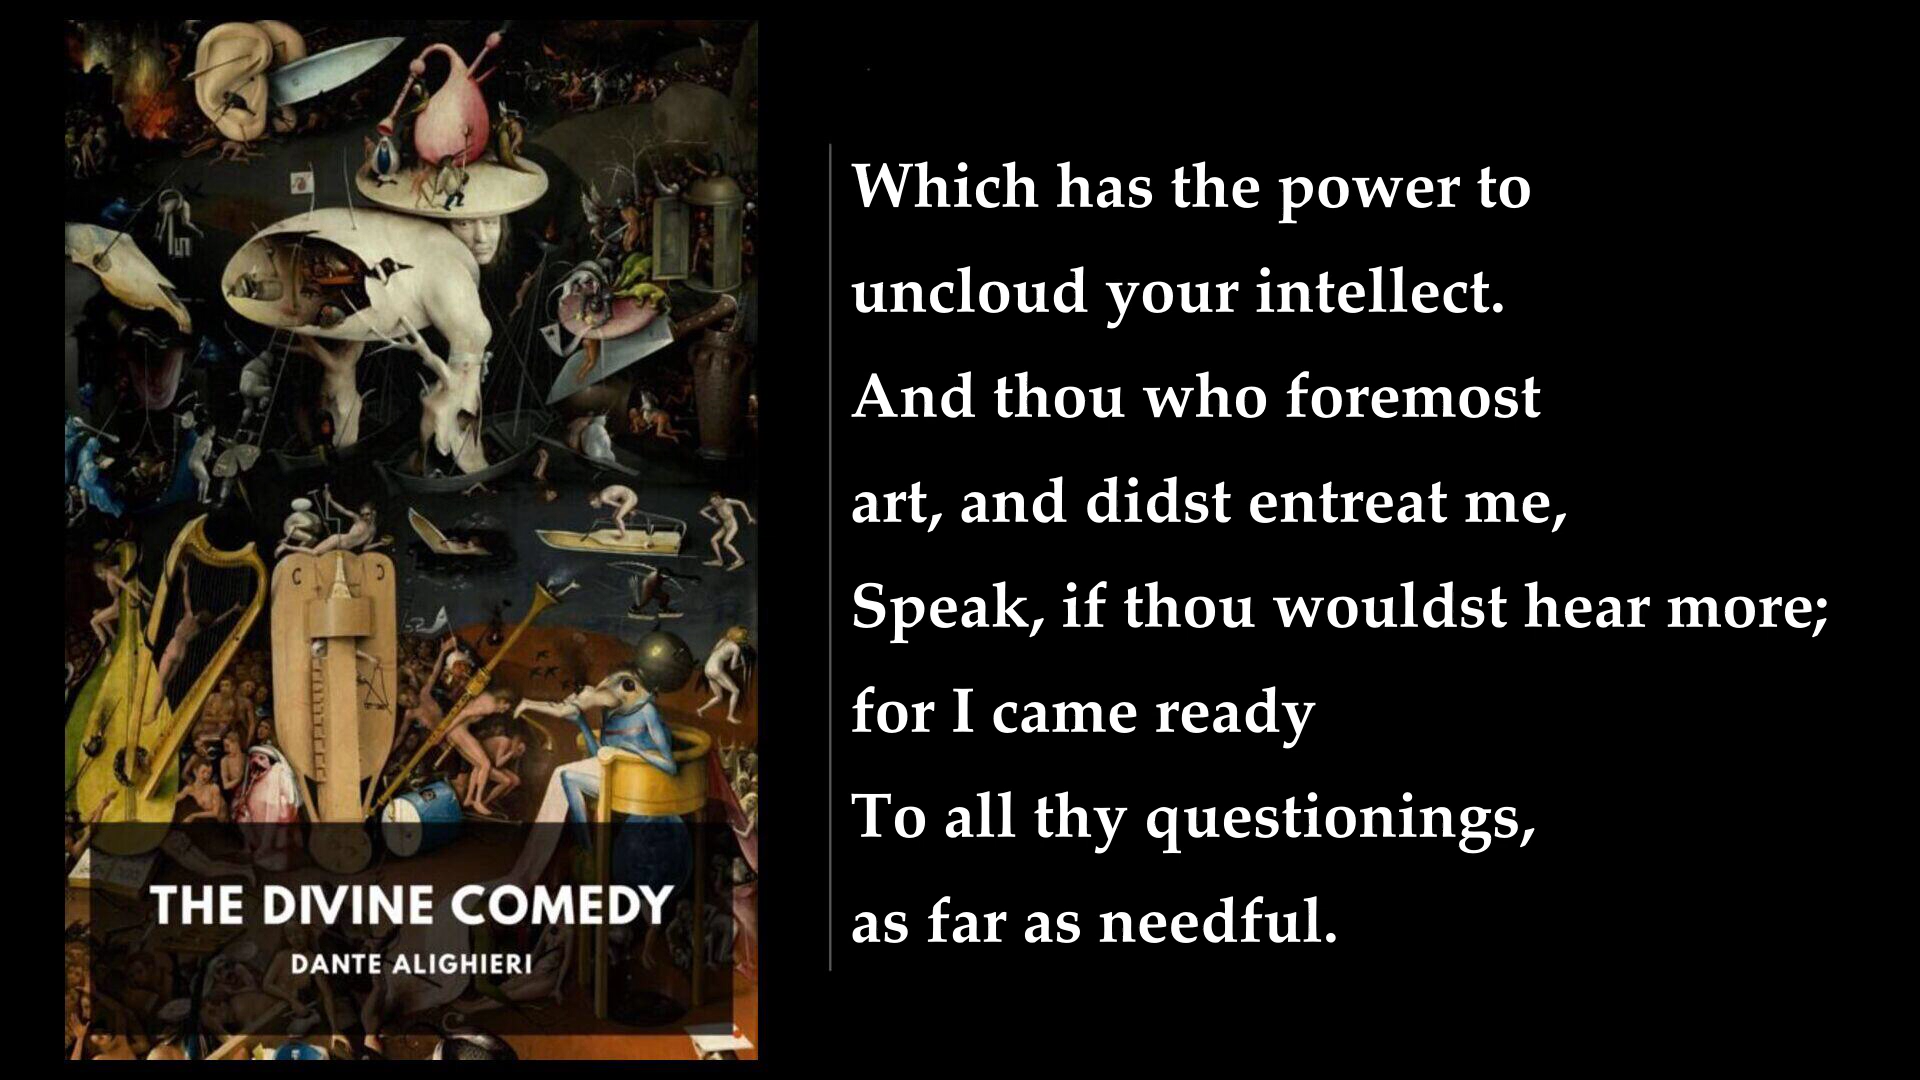 THE DIVINE COMEDY
DANTE ALIGHIERI
Which has the power to
uncloud your intellect.
And thou who foremost
art, and didst entreat me,
Speak, if thou wouldst hear more;
for I came ready
To all thy questionings,
as far as needful.